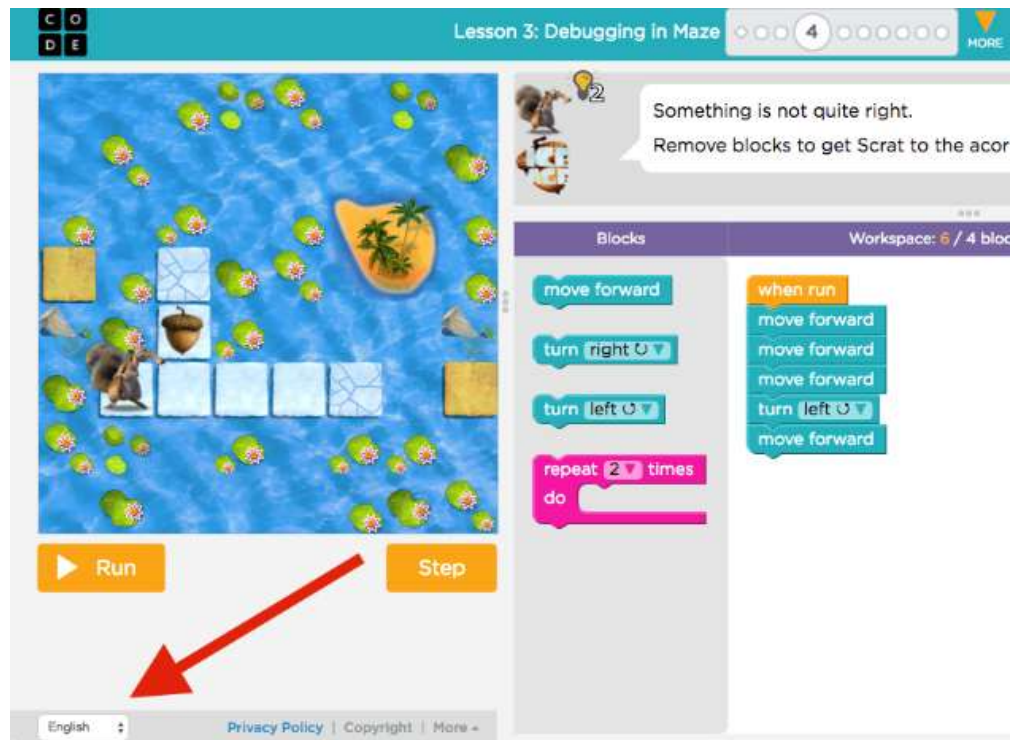 CODE
Lesson 3: Debugging in Maze
4
MORE
2
Something is not quite right.
Remove blocks to get Scrat to the acor
Blocks
Workspace: 6 / 4 bloc
move forward
turn right
turn left
repeat 2 times
do
when run
move forward
move forward
move forward
turn left
move forward
Run
Step
English
Privacy Policy | Copyright | More